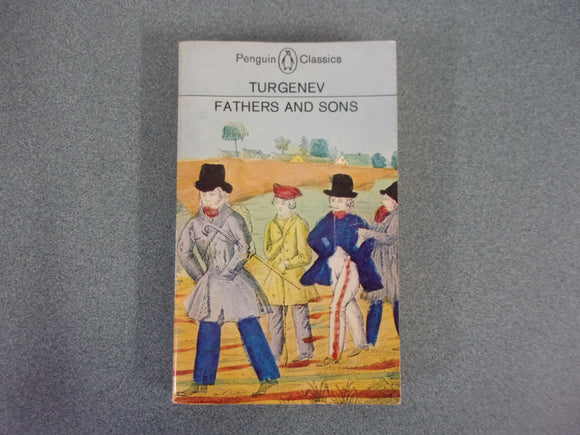 Penguin Classics
TURGENEV
FATHERS AND SONS